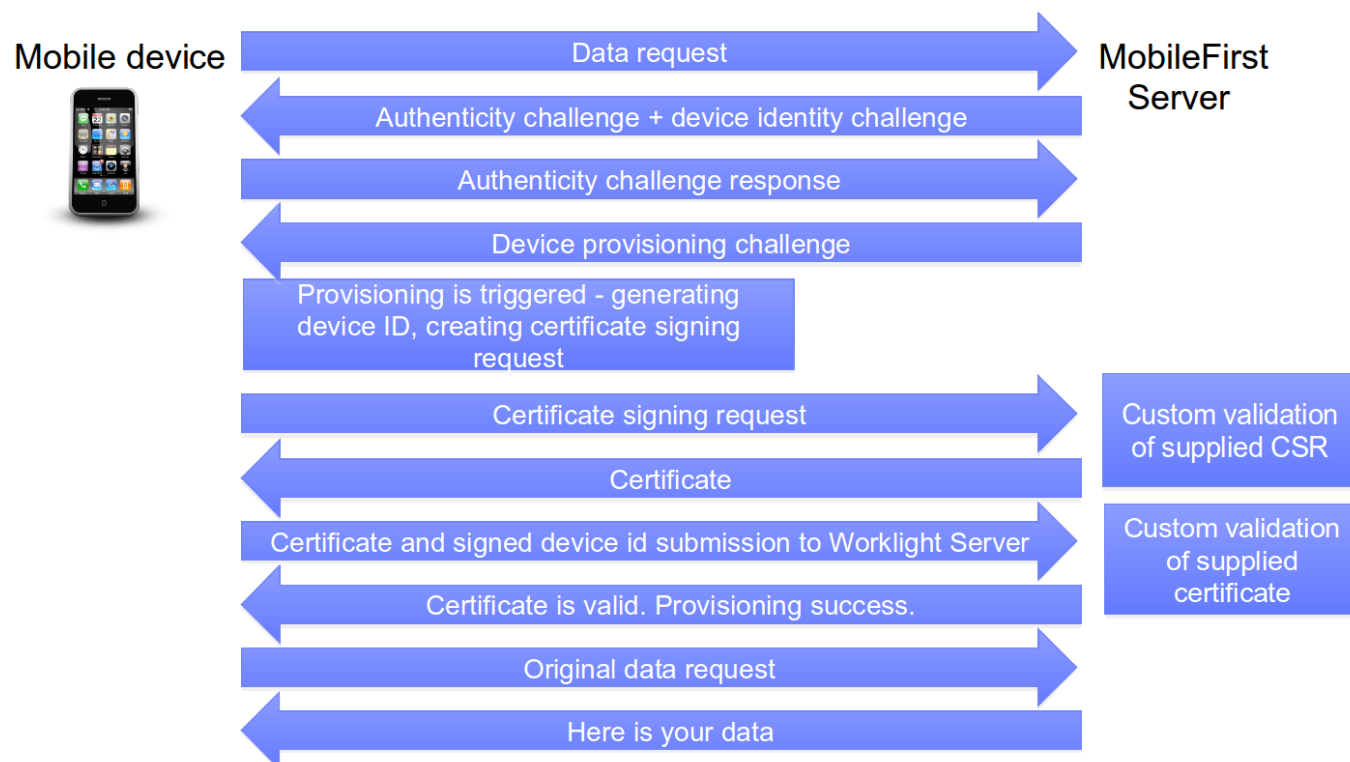 Mobile device
Data request
MobileFirst
Server
Authenticity challenge + device identity challenge
Authenticity challenge response
Device provisioning challenge
Provisioning is triggered - generating
device ID, creating certificate signing
request
Certificate signing request
Custom validation
of supplied CSR
Certificate
Certificate and signed device id submission to Worklight Server
Custom validation
of supplied
certificate
Certificate is valid. Provisioning success.
Original data request
Here is your data